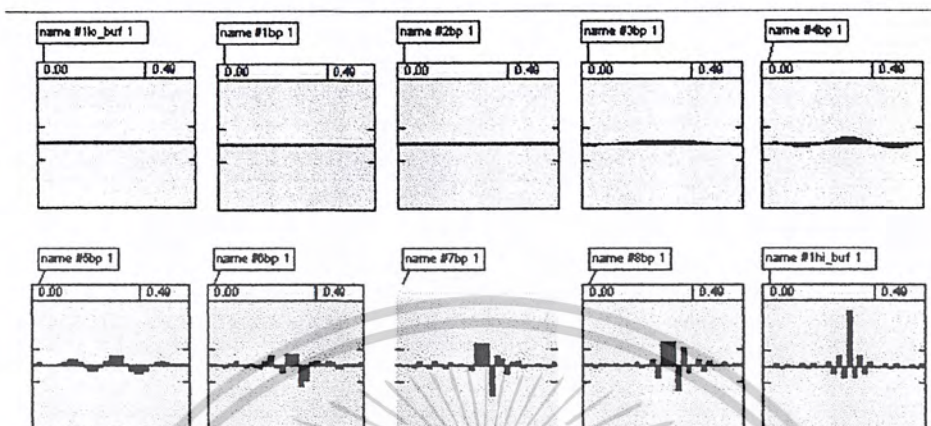 name #1lo_buf 1
name #1bp 1
name #2bp 1
name #3bp 1
name #4bp 1
0.00 0.40
0.00 0.40
0.00 0.40
0.00 0.40
0.00 0.40
name #5bp 1
name #6bp 1
name #7bp 1
name #8bp 1
name #1hi_buf 1
0.00 0.40
0.00 0.40
0.00 0.40
0.00 0.40